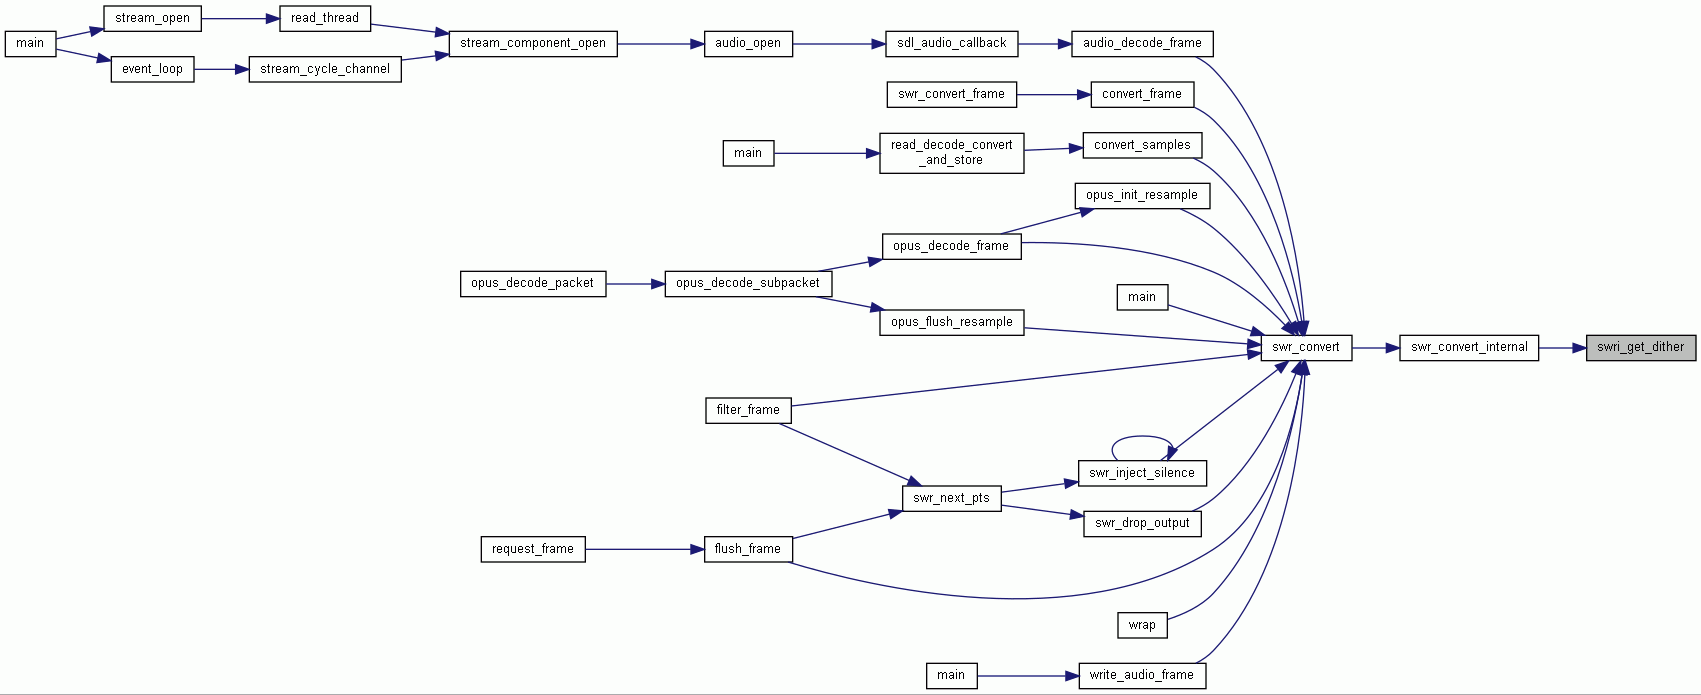 stream_open
read_thread
main
stream_component_open
audio_open
sdl_audio_callback
audio_decode_frame
event_loop
stream_cycle_channel
swr_convert_frame
convert_frame
main
read_decode_convert
_and_store
convert_samples
opus_init_resample
opus_decode_frame
opus_decode_packet
opus_decode_subpacket
main
opus_flush_resample
swr_convert
swr_convert_internal
swri_get_dither
filter_frame
swr_inject_silence
swr_next_pts
swr_drop_output
request_frame
flush_frame
wrap
main
write_audio_frame